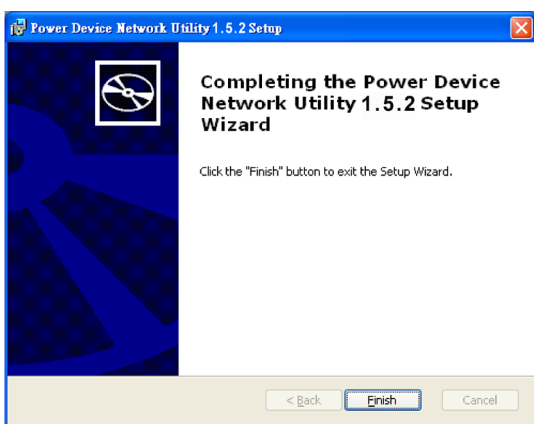 Power Device Network Utility 1.5.2 Setup
Completing the Power Device
Network Utility 1.5.2 Setup
Wizard
Click the "Finish" button to exit the Setup Wizard.
< Back Finish Cancel